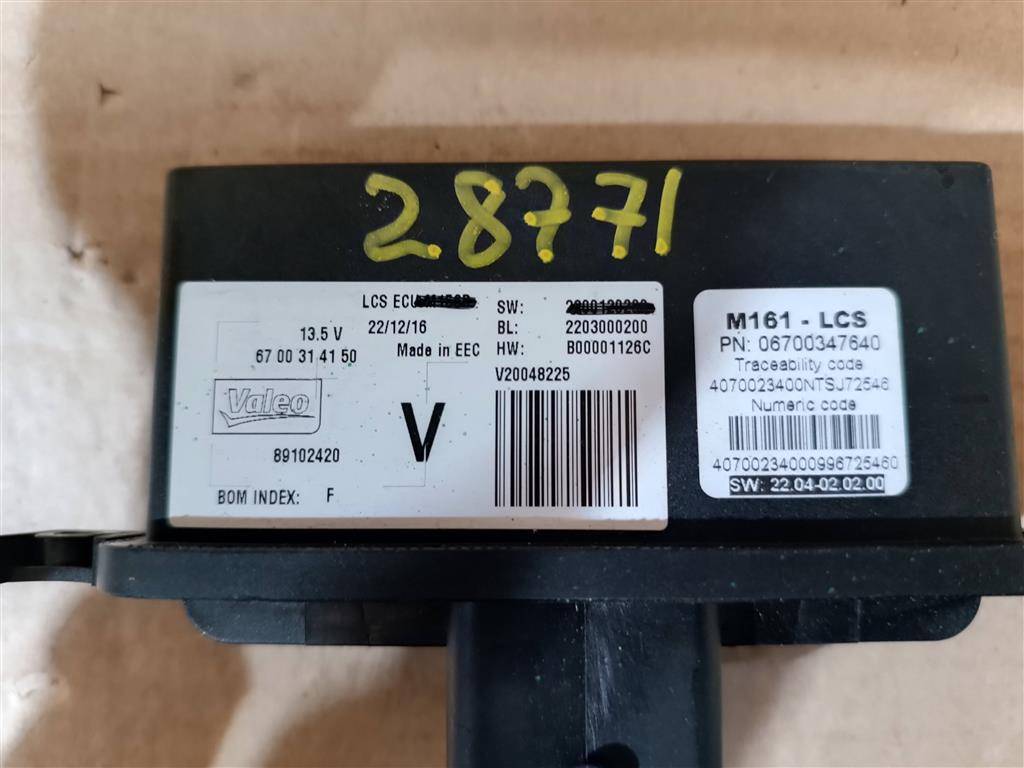 28771
LCS ECU
13.5 V
22/12/16
67 00 31 41 50
Made in EEC
Valeo
V
89102420
BOM INDEX: F
SW:
BL: 2203000200
HW: B00001126C
V20048225
M161 - LCS
PN: 06700347640
Traceability code
4070023400NTSJ72546
Numeric code
40700234000996725460
SW: 22.04-02.02.00